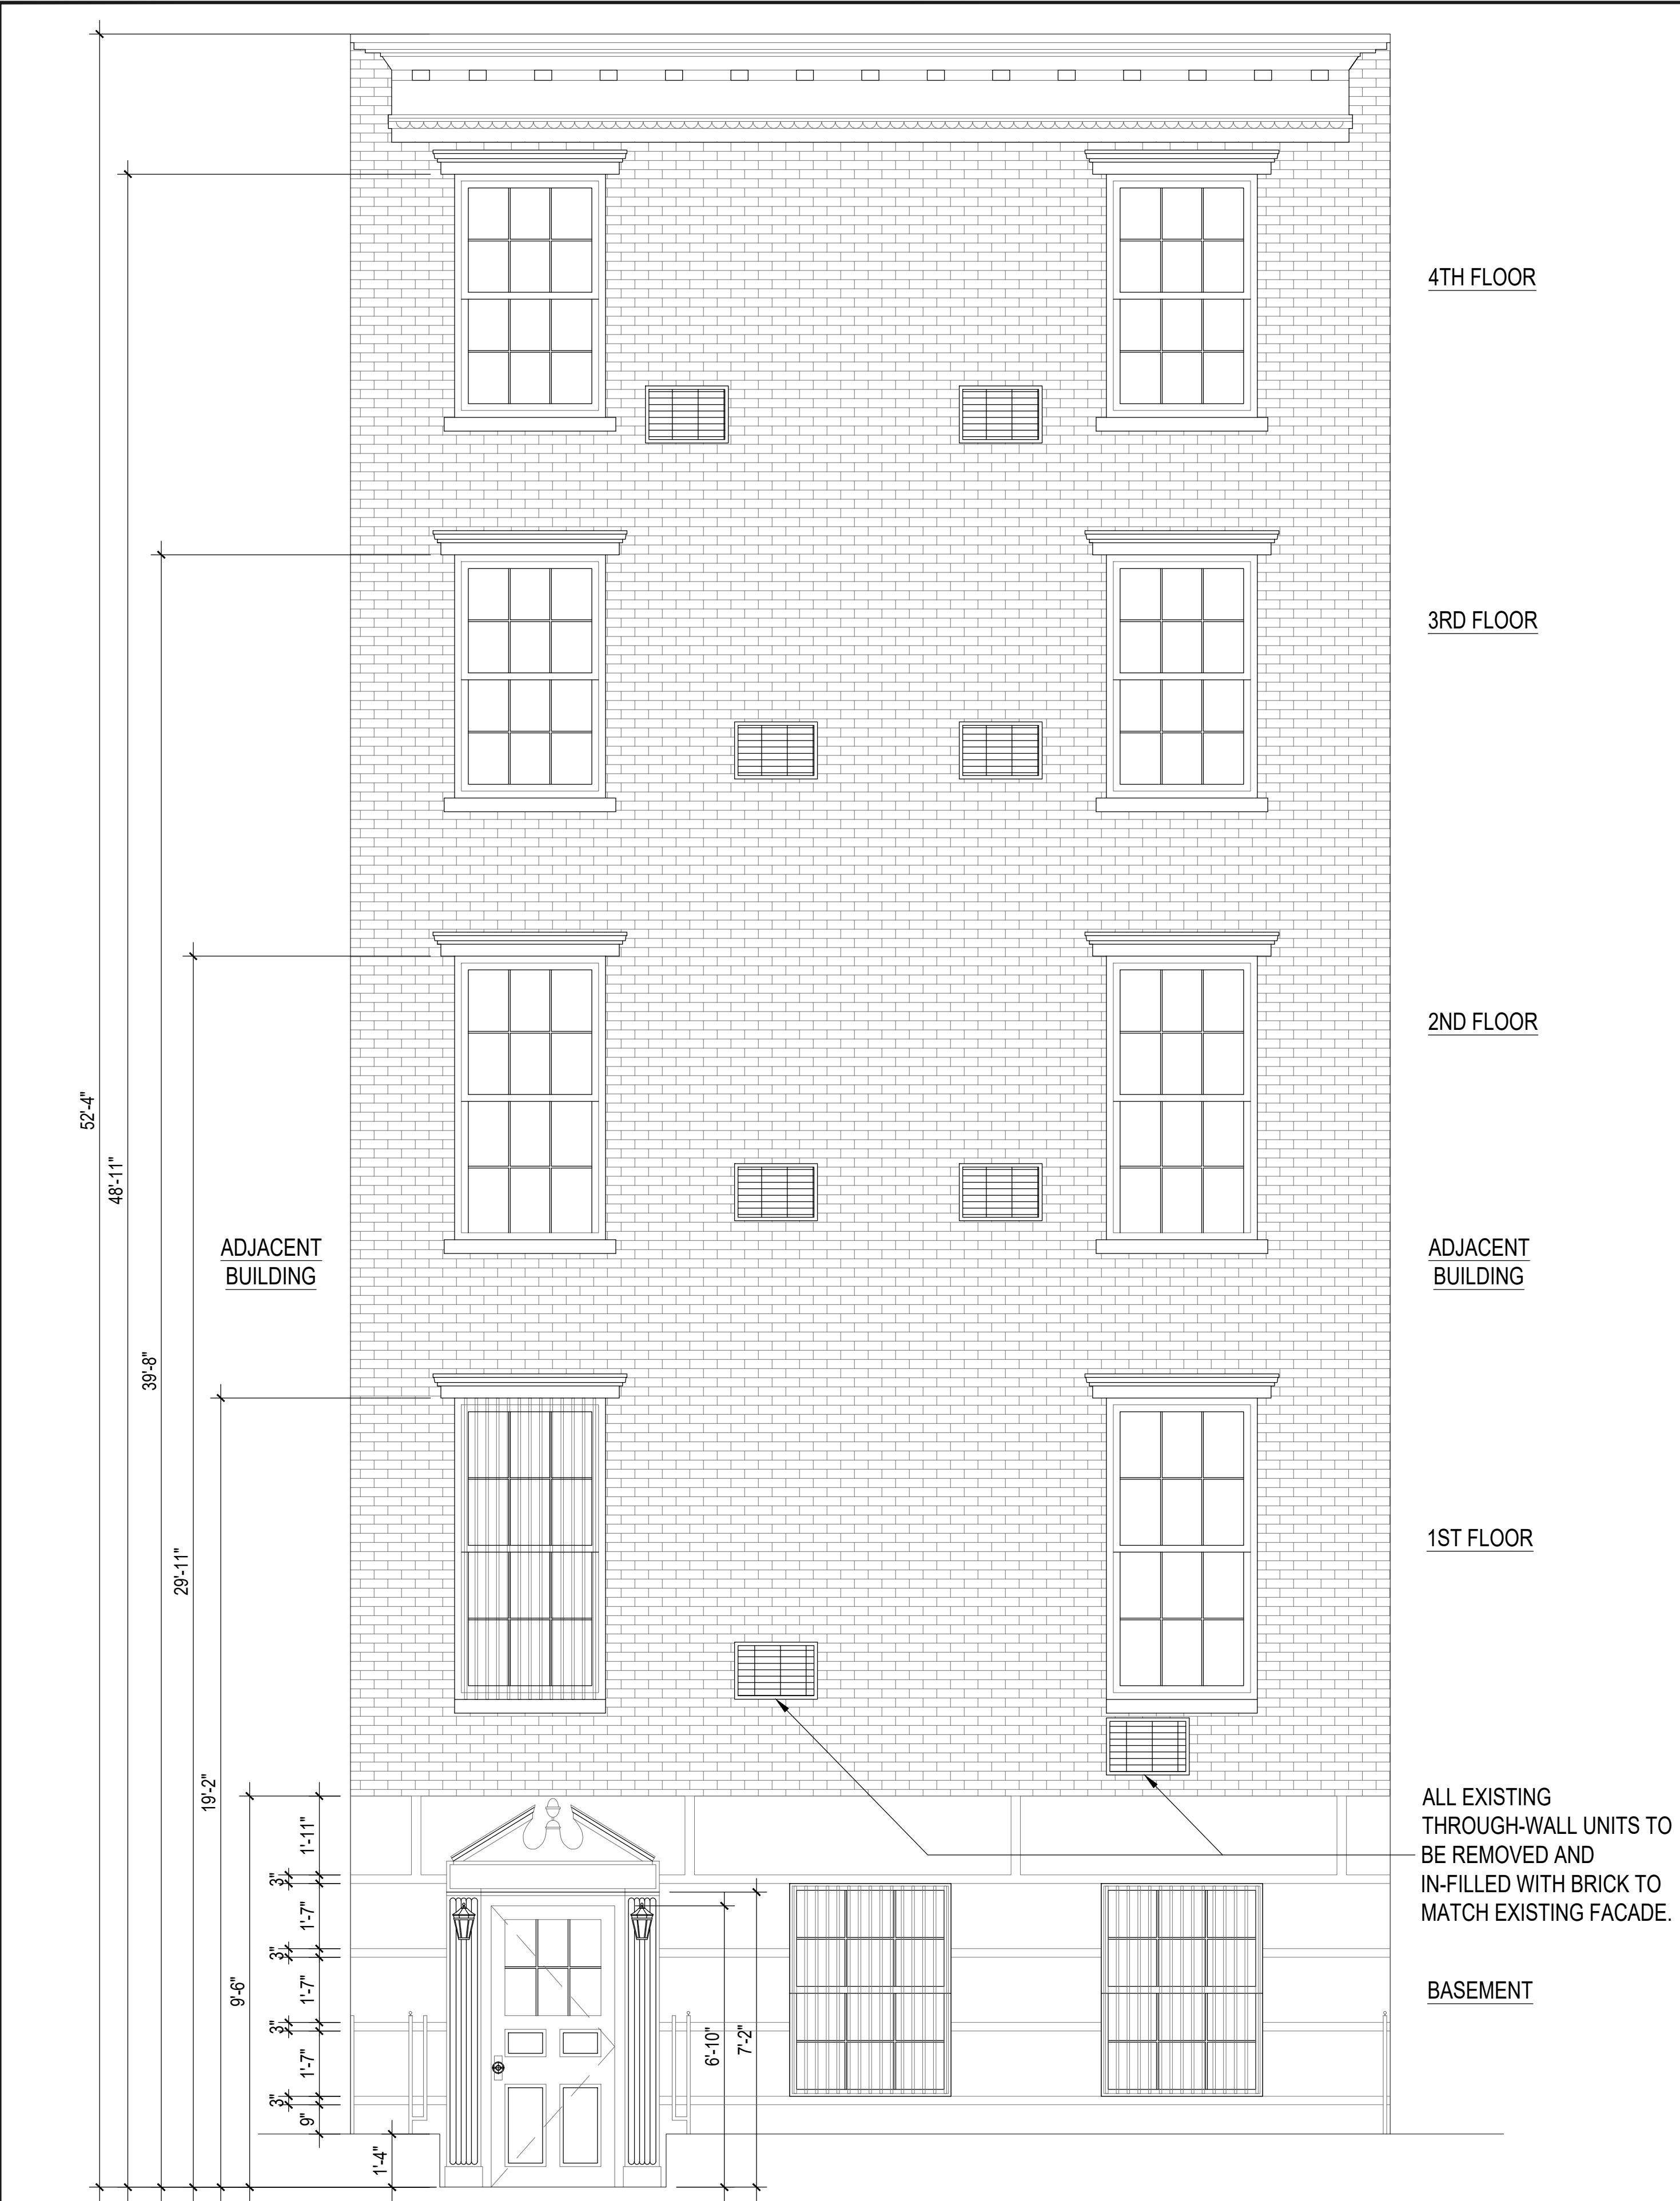 4TH FLOOR
3RD FLOOR
2ND FLOOR
52'-4"
48'-11"
ADJACENT
BUILDING
ADJACENT
BUILDING
39'-8"
29'-11"
1ST FLOOR
19'-2"
9'-6"
1'-11"
3"
1'-7"
3"
1'-7"
3"
1'-7"
3"
9"
1'-4"
6'-10"
7'-2"
ALL EXISTING
THROUGH-WALL UNITS TO
BE REMOVED AND
IN-FILLED WITH BRICK TO
MATCH EXISTING FACADE.
BASEMENT